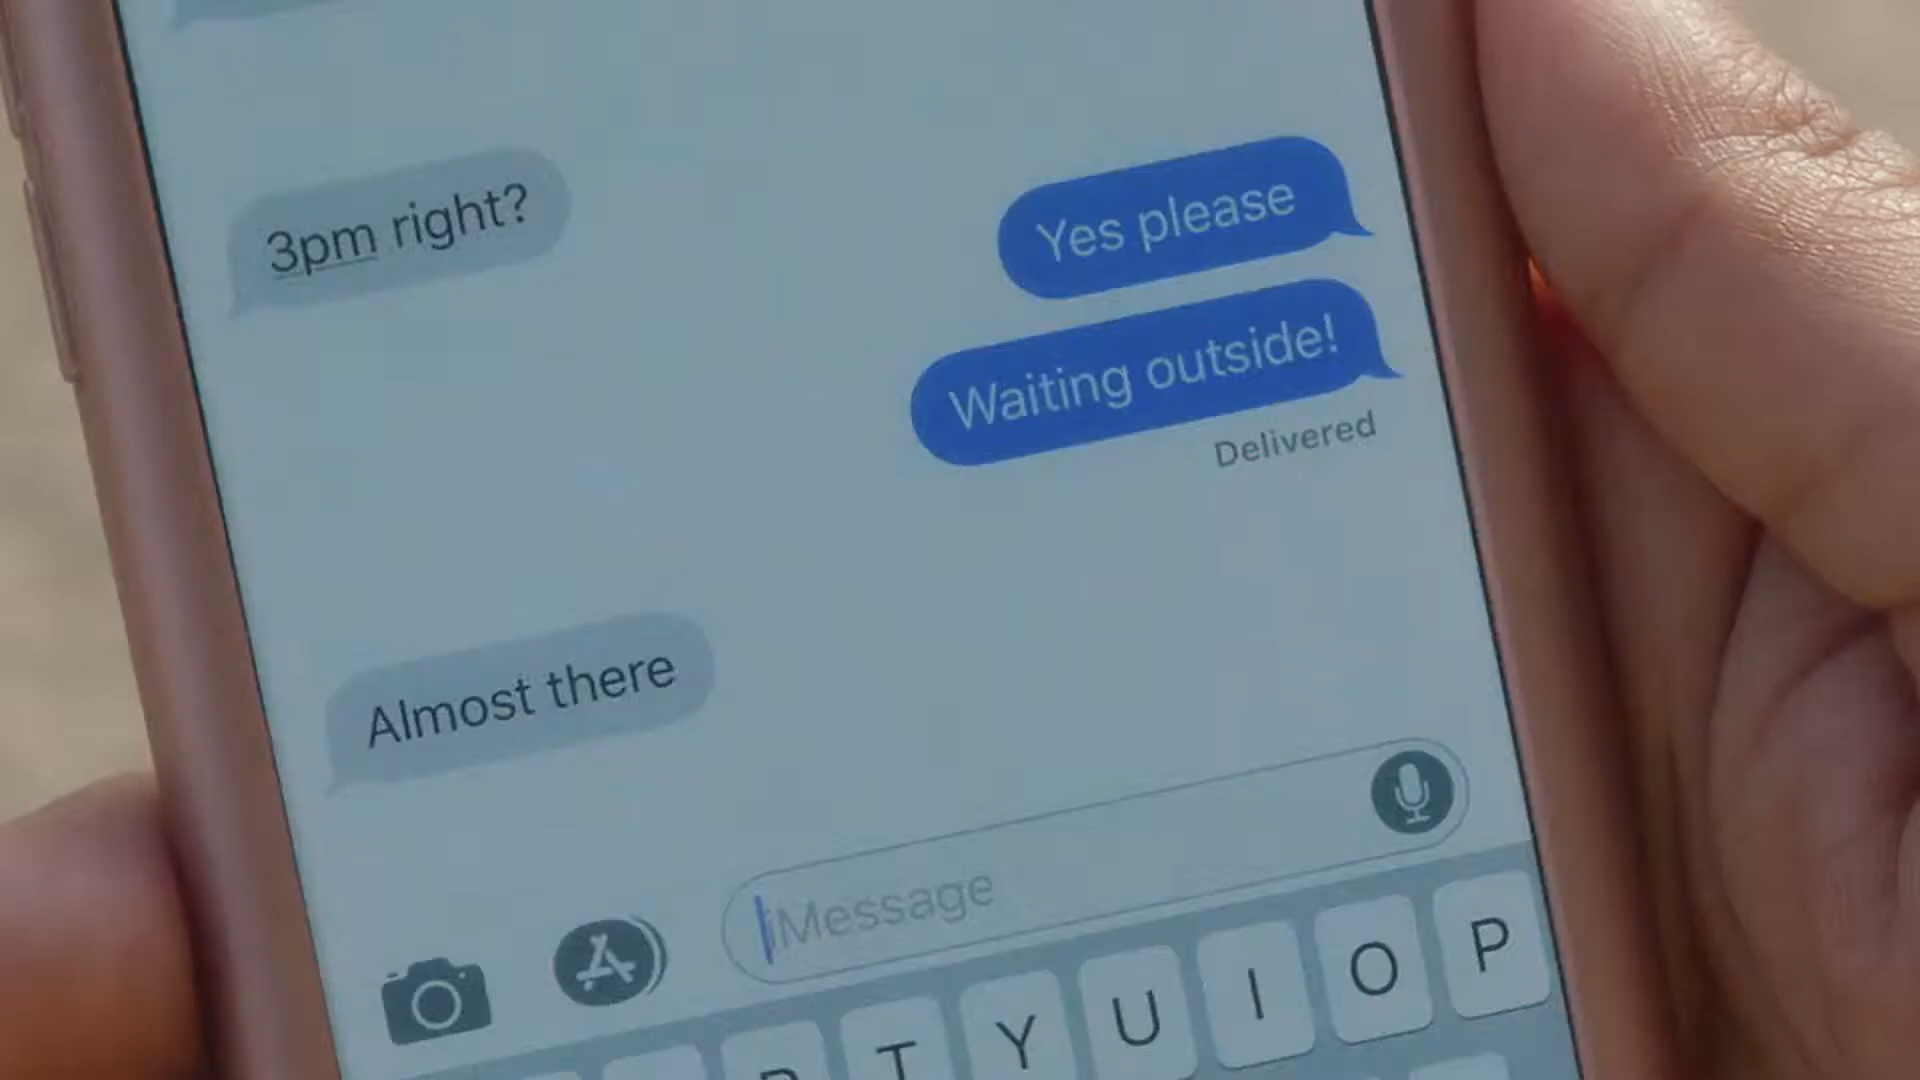 3pm right?
Yes please
Waiting outside!
Delivered
Almost there
iMessage
R T Y U I O P